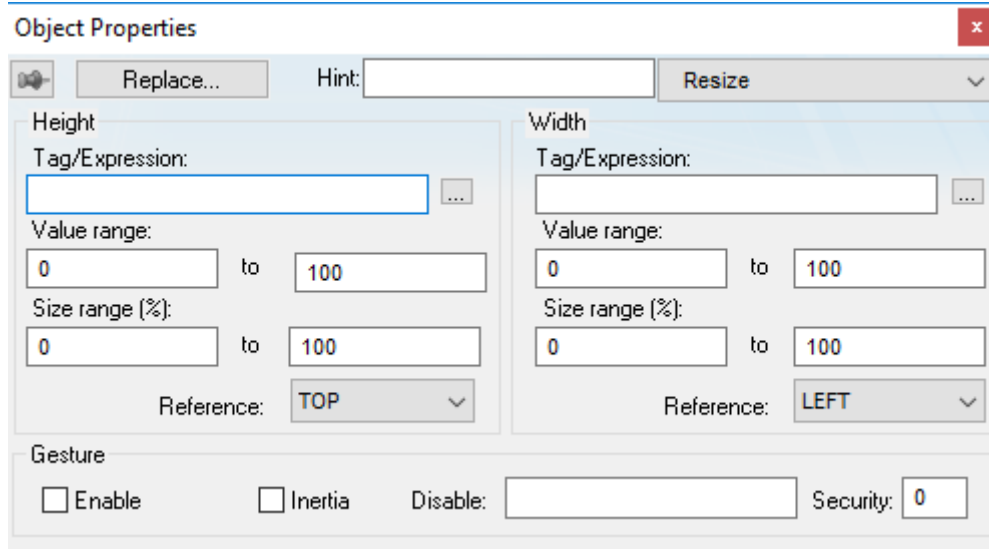 Object Properties
x
Replace... Hint: Resize
Height Width
Tag/Expression: Tag/Expression:
... ...
Value range: Value range:
0 to 100 0 to 100
Size range (%): Size range (%):
0 to 100 0 to 100
Reference: TOP Reference: LEFT
Gesture
Enable Inertia Disable: Security: 0